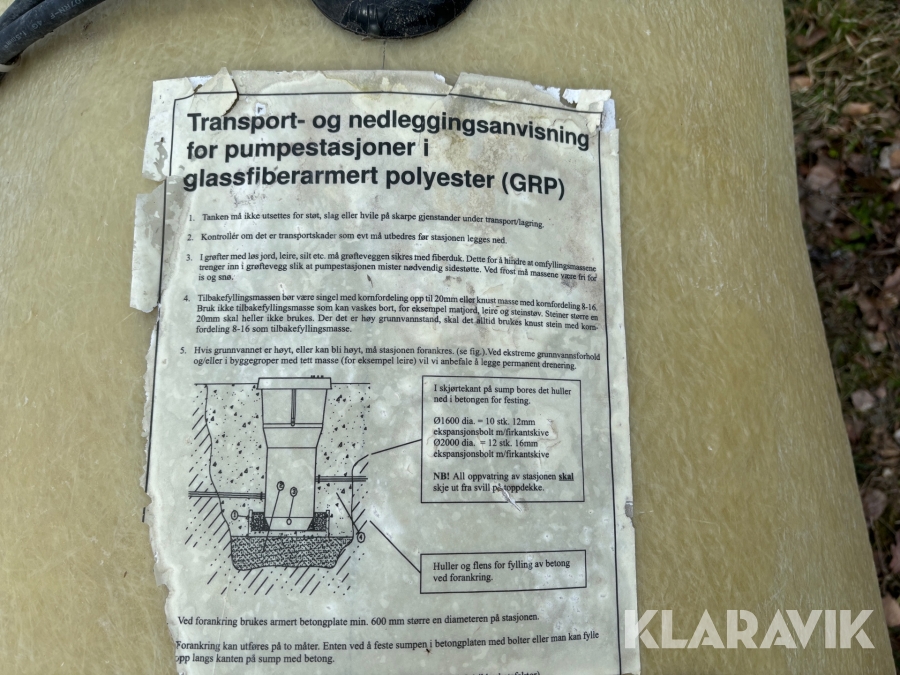 Transport- og nedleggingsanvisning
for pumpestasjoner i
glassfiberarmert polyester (GRP)
1. Tanken må ikke utsettes for støt, slag eller hvile på skarpe gjenstander under transport/lagring.
2. Kontrollér om det er transportskader som evt må utbedres før stasjonen legges ned.
3. I grøfter med løs jord, leire, silt etc. må grøfteveggen sikres med fiberduk. Dette for å hindre at omfyllingsmassene
trenger inn i grøftevegg slik at pumpestasjonen mister nødvendig sidestøtte. Ved frost må massene være fri for
is og snø.
4. Tilbakefyllingsmassen bør være singel med kornfordeling opp til 20mm eller knust masse med kornfordeling 8-16.
Bruk ikke tilbakefyllingsmasse som kan vaskes bort, for eksempel matjord, leire og steinstøv. Steiner større en
20mm skal heller ikke brukes. Der det er høy grunnvannstand, skal det alltid brukes knust stein med korn-
fordeling 8-16 som tilbakefyllingsmasse.
5. Hvis grunnvannet er høyt, eller kan bli høyt, må stasjonen forankres. (se fig.).Ved ekstreme grunnvannsforhold
og/eller i byggegroper med tett masse (for eksempel leire) vil vi anbefale å legge permanent drenering.
I skjørtekant på sump bores det huller
ned i betongen for festing.
Ø1600 dia. = 10 stk. 12mm
ekspansjonsbolt m/firkantskive
Ø2000 dia. = 12 stk. 16mm
ekspansjonsbolt m/firkantskive
NB! All oppvatring av stasjonen skal
skje ut fra svill på toppdekke.
Huller og flens for fylling av betong
ved forankring.
Ved forankring brukes armert betongplate min. 600 mm større en diameteren på stasjonen.
Forankring kan utføres på to måter. Enten ved å feste sumpen i betongplaten med bolter eller man kan fylle
opp langs kanten på sump med betong.
KLARAVIK